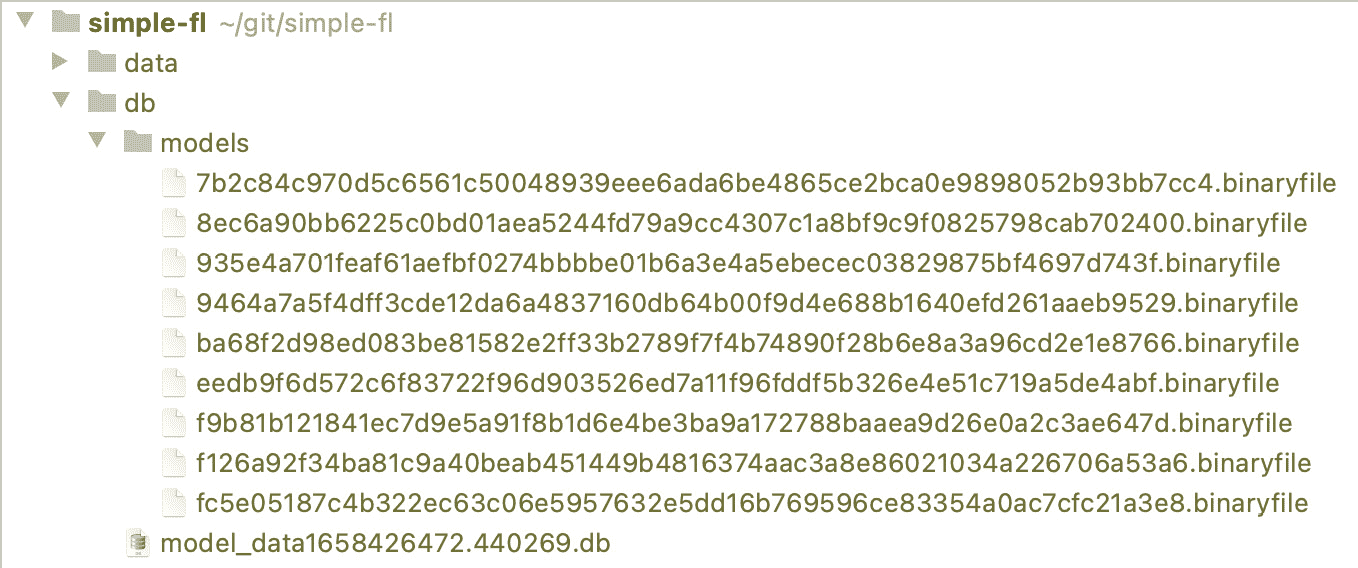 simple-fl ~/git/simple-fl
data
db
models
7b2c84c970d5c6561c50048939eee6ada6be4865ce2bca0e9898052b93bb7cc4.binaryfile
8ec6a90bb6225c0bd01aea5244fd79a9cc4307c1a8bf9c9f0825798cab702400.binaryfile
935e4a701feaf61aefbf0274bbbbe01b6a3e4a5ebecec03829875bf4697d743f.binaryfile
9464a7a5f4dff3cde12da6a4837160db64b00f9d4e688b1640efd261aaeb9529.binaryfile
ba68f2d98ed083be81582e2ff33b2789f7f4b74890f28b6e8a3a96cd2e1e8766.binaryfile
eedb9f6d572c6f83722f96d903526ed7a11f96fddf5b326e4e51c719a5de4abf.binaryfile
f9b81b121841ec7d9e5a91f8b1d6e4be3ba9a172788baaea9d26e0a2c3ae647d.binaryfile
f126a92f34ba81c9a40beab451449b4816374aac3a8e86021034a226706a53a6.binaryfile
fc5e05187c4b322ec63c06e5957632e5dd16b769596ce83354a0ac7cfc21a3e8.binaryfile
model_data1658426472.440269.db